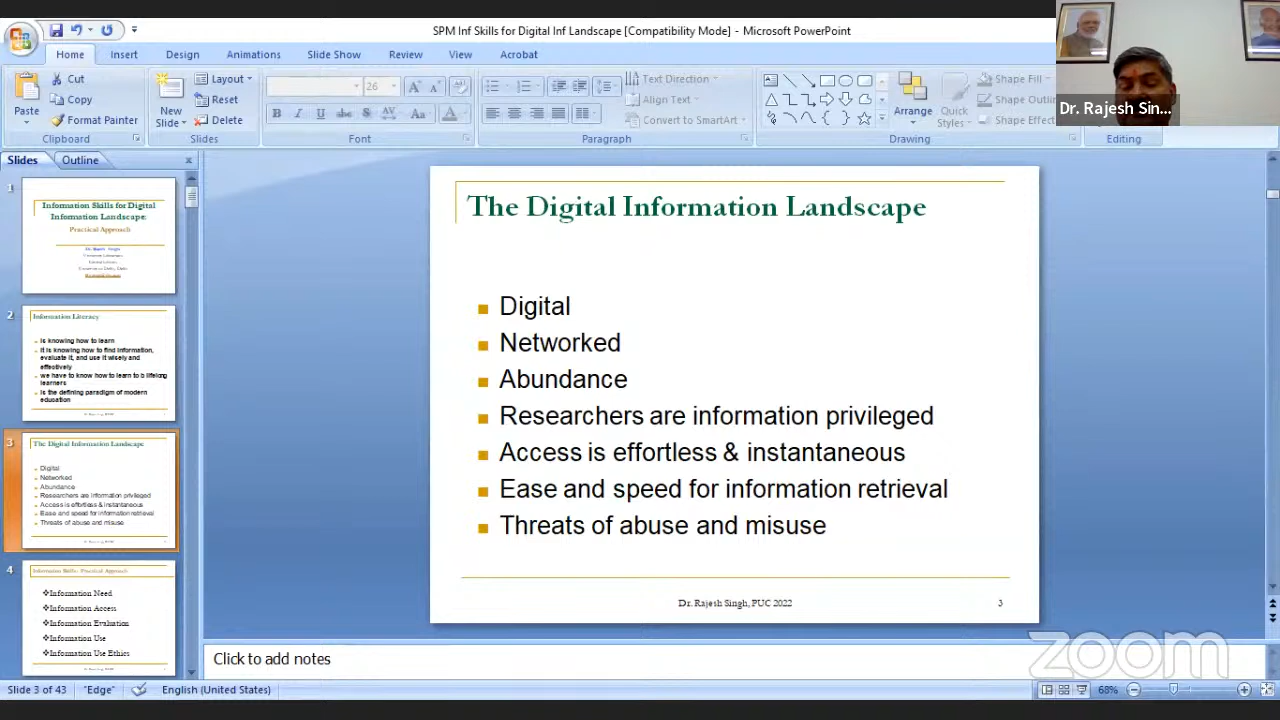 SPM Inf Skills for Digital Inf Landscape [Compatibility Mode] - Microsoft PowerPoint
Home Insert Design Animations Slide Show Review View Acrobat
Paste
Cut
Copy
Format Painter
Clipboard
New Slide
Layout
Reset
Delete
Slides
26
B I U abc S AV Aa A
Font
Text Direction
Align Text
Convert to SmartArt
Paragraph
Arrange
Quick Styles
Shape Fill
Shape Outli
Shape Effect
Drawing
Editing
Dr. Rajesh Sin...
Slides Outline
1
Information Skills for Digital
Information Landscape:
Practical Approach
2
Information Literacy
is knowing how to learn
it is knowing how to find information,
evaluate it, and use it wisely and
effectively
we have to know how to learn to b lifelong
learners
is the defining paradigm of modern
education
3
The Digital Information Landscape
Digital
Networked
Abundance
Researchers are information privileged
Access is effortless & instantaneous
Ease and speed for information retrieval
Threats of abuse and misuse
4
Information Skills: Practical Approach
Information Need
Information Access
Information Evaluation
Information Use
Information Use Ethics
The Digital Information Landscape
Digital
Networked
Abundance
Researchers are information privileged
Access is effortless & instantaneous
Ease and speed for information retrieval
Threats of abuse and misuse
Dr. Rajesh Singh, PUC 2022 3
Click to add notes
zoom
Slide 3 of 43 "Edge" English (United States) 68%